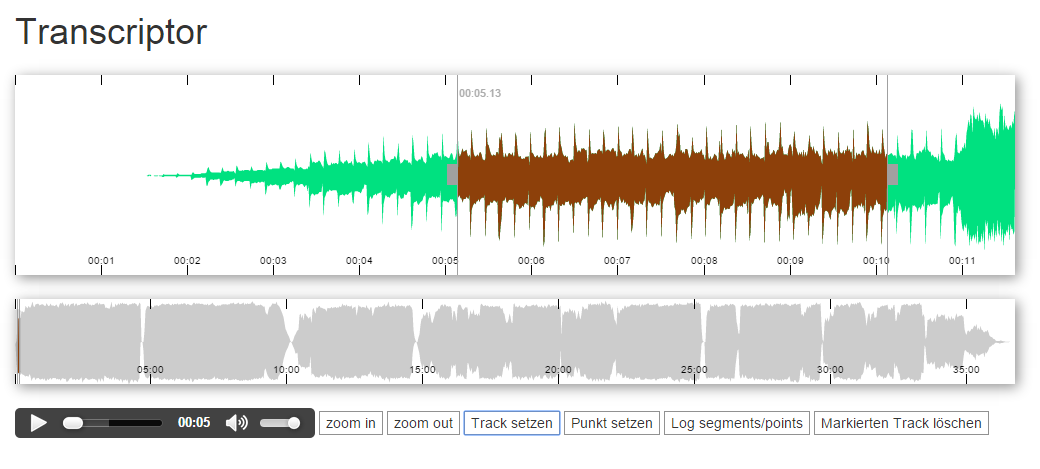 Transcriptor
00:05.13
00:01 00:02 00:03 00:04 00:05 00:06 00:07 00:08 00:09 00:10 00:11
05:00 10:00 15:00 20:00 25:00 30:00 35:00
00:05 zoom in zoom out Track setzen Punkt setzen Log segments/points Markierten Track löschen